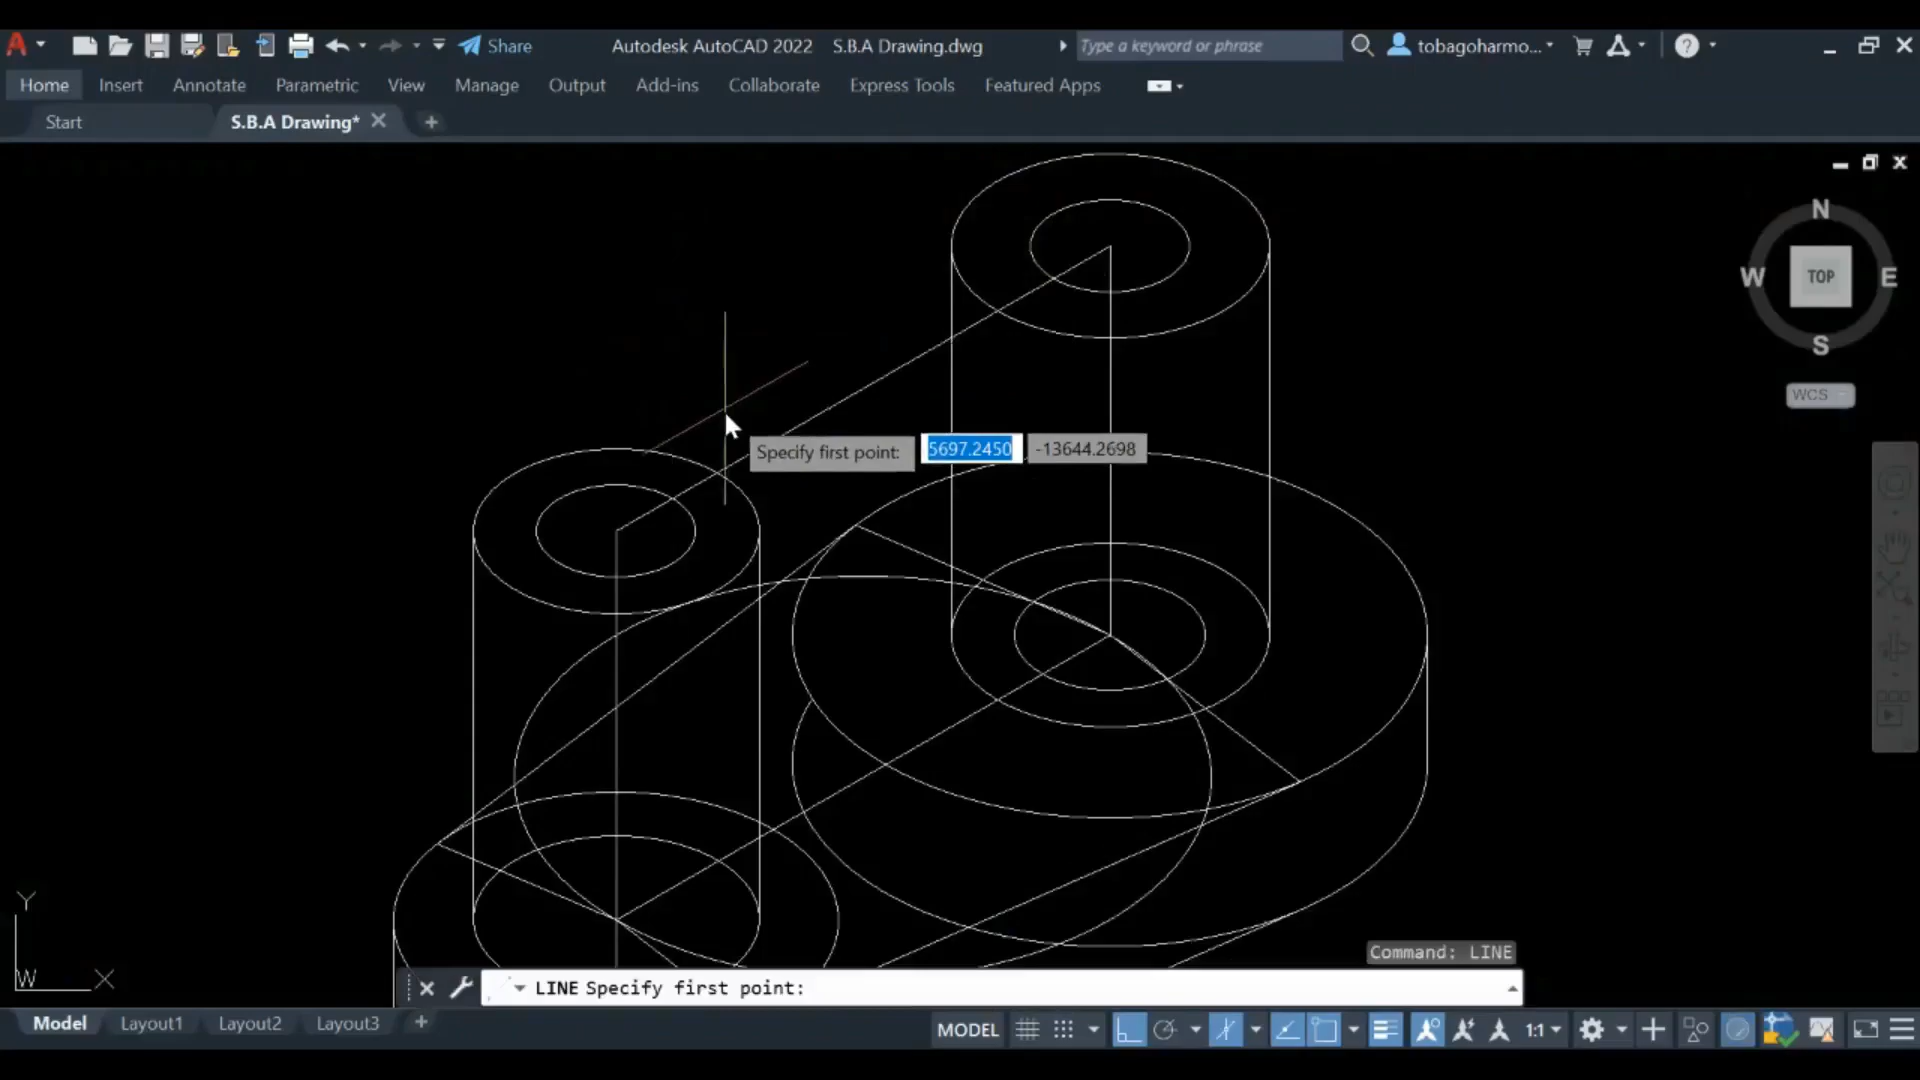 Share Autodesk AutoCAD 2022 S.B.A Drawing.dwg Type a keyword or phrase tobagoharmo...
Home Insert Annotate Parametric View Manage Output Add-ins Collaborate Express Tools Featured Apps
Start S.B.A Drawing*
N
W TOP E
S
WCS
Specify first point: 5697.2450 -13644.2698
Y
W X
Command: LINE
LINE Specify first point:
Model Layout1 Layout2 Layout3 MODEL 1:1